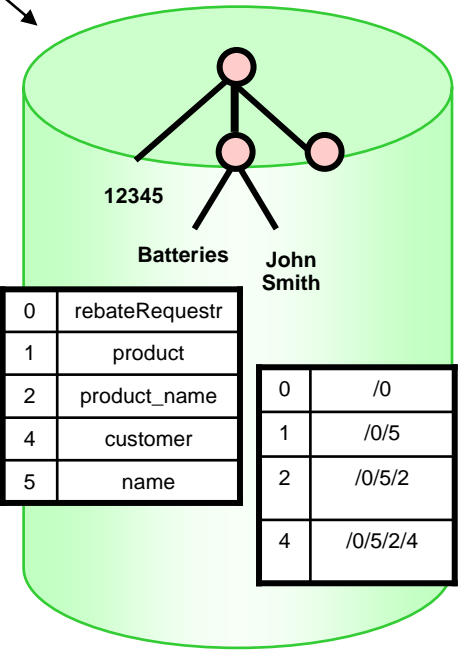 12345
Batteries
John
Smith
0 rebateRequestr
1 product
2 product_name
4 customer
5 name
0 /0
1 /0/5
2 /0/5/2
4 /0/5/2/4